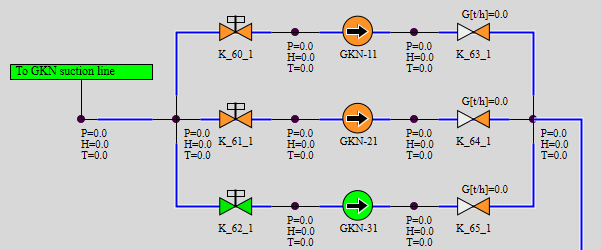 G[t/h]=0.0
K_60_1
P=0.0
H=0.0
T=0.0
GKN-11
P=0.0
H=0.0
T=0.0
K_63_1
To GKN suction line
G[t/h]=0.0
P=0.0
H=0.0
T=0.0
P=0.0
H=0.0
T=0.0
K_61_1
P=0.0
H=0.0
T=0.0
GKN-21
P=0.0
H=0.0
T=0.0
K_64_1
P=0.0
H=0.0
T=0.0
G[t/h]=0.0
K_62_1
P=0.0
H=0.0
T=0.0
GKN-31
P=0.0
H=0.0
T=0.0
K_65_1